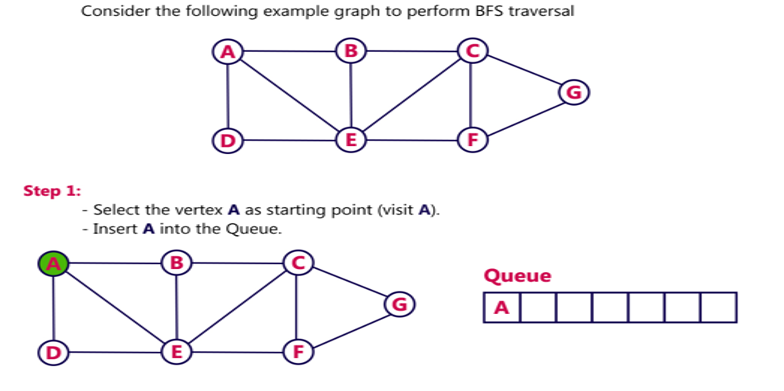 Consider the following example graph to perform BFS traversal
A B C
G
D E F
Step 1:
- Select the vertex A as starting point (visit A).
- Insert A into the Queue.
A B C
Queue
G
A
D E F